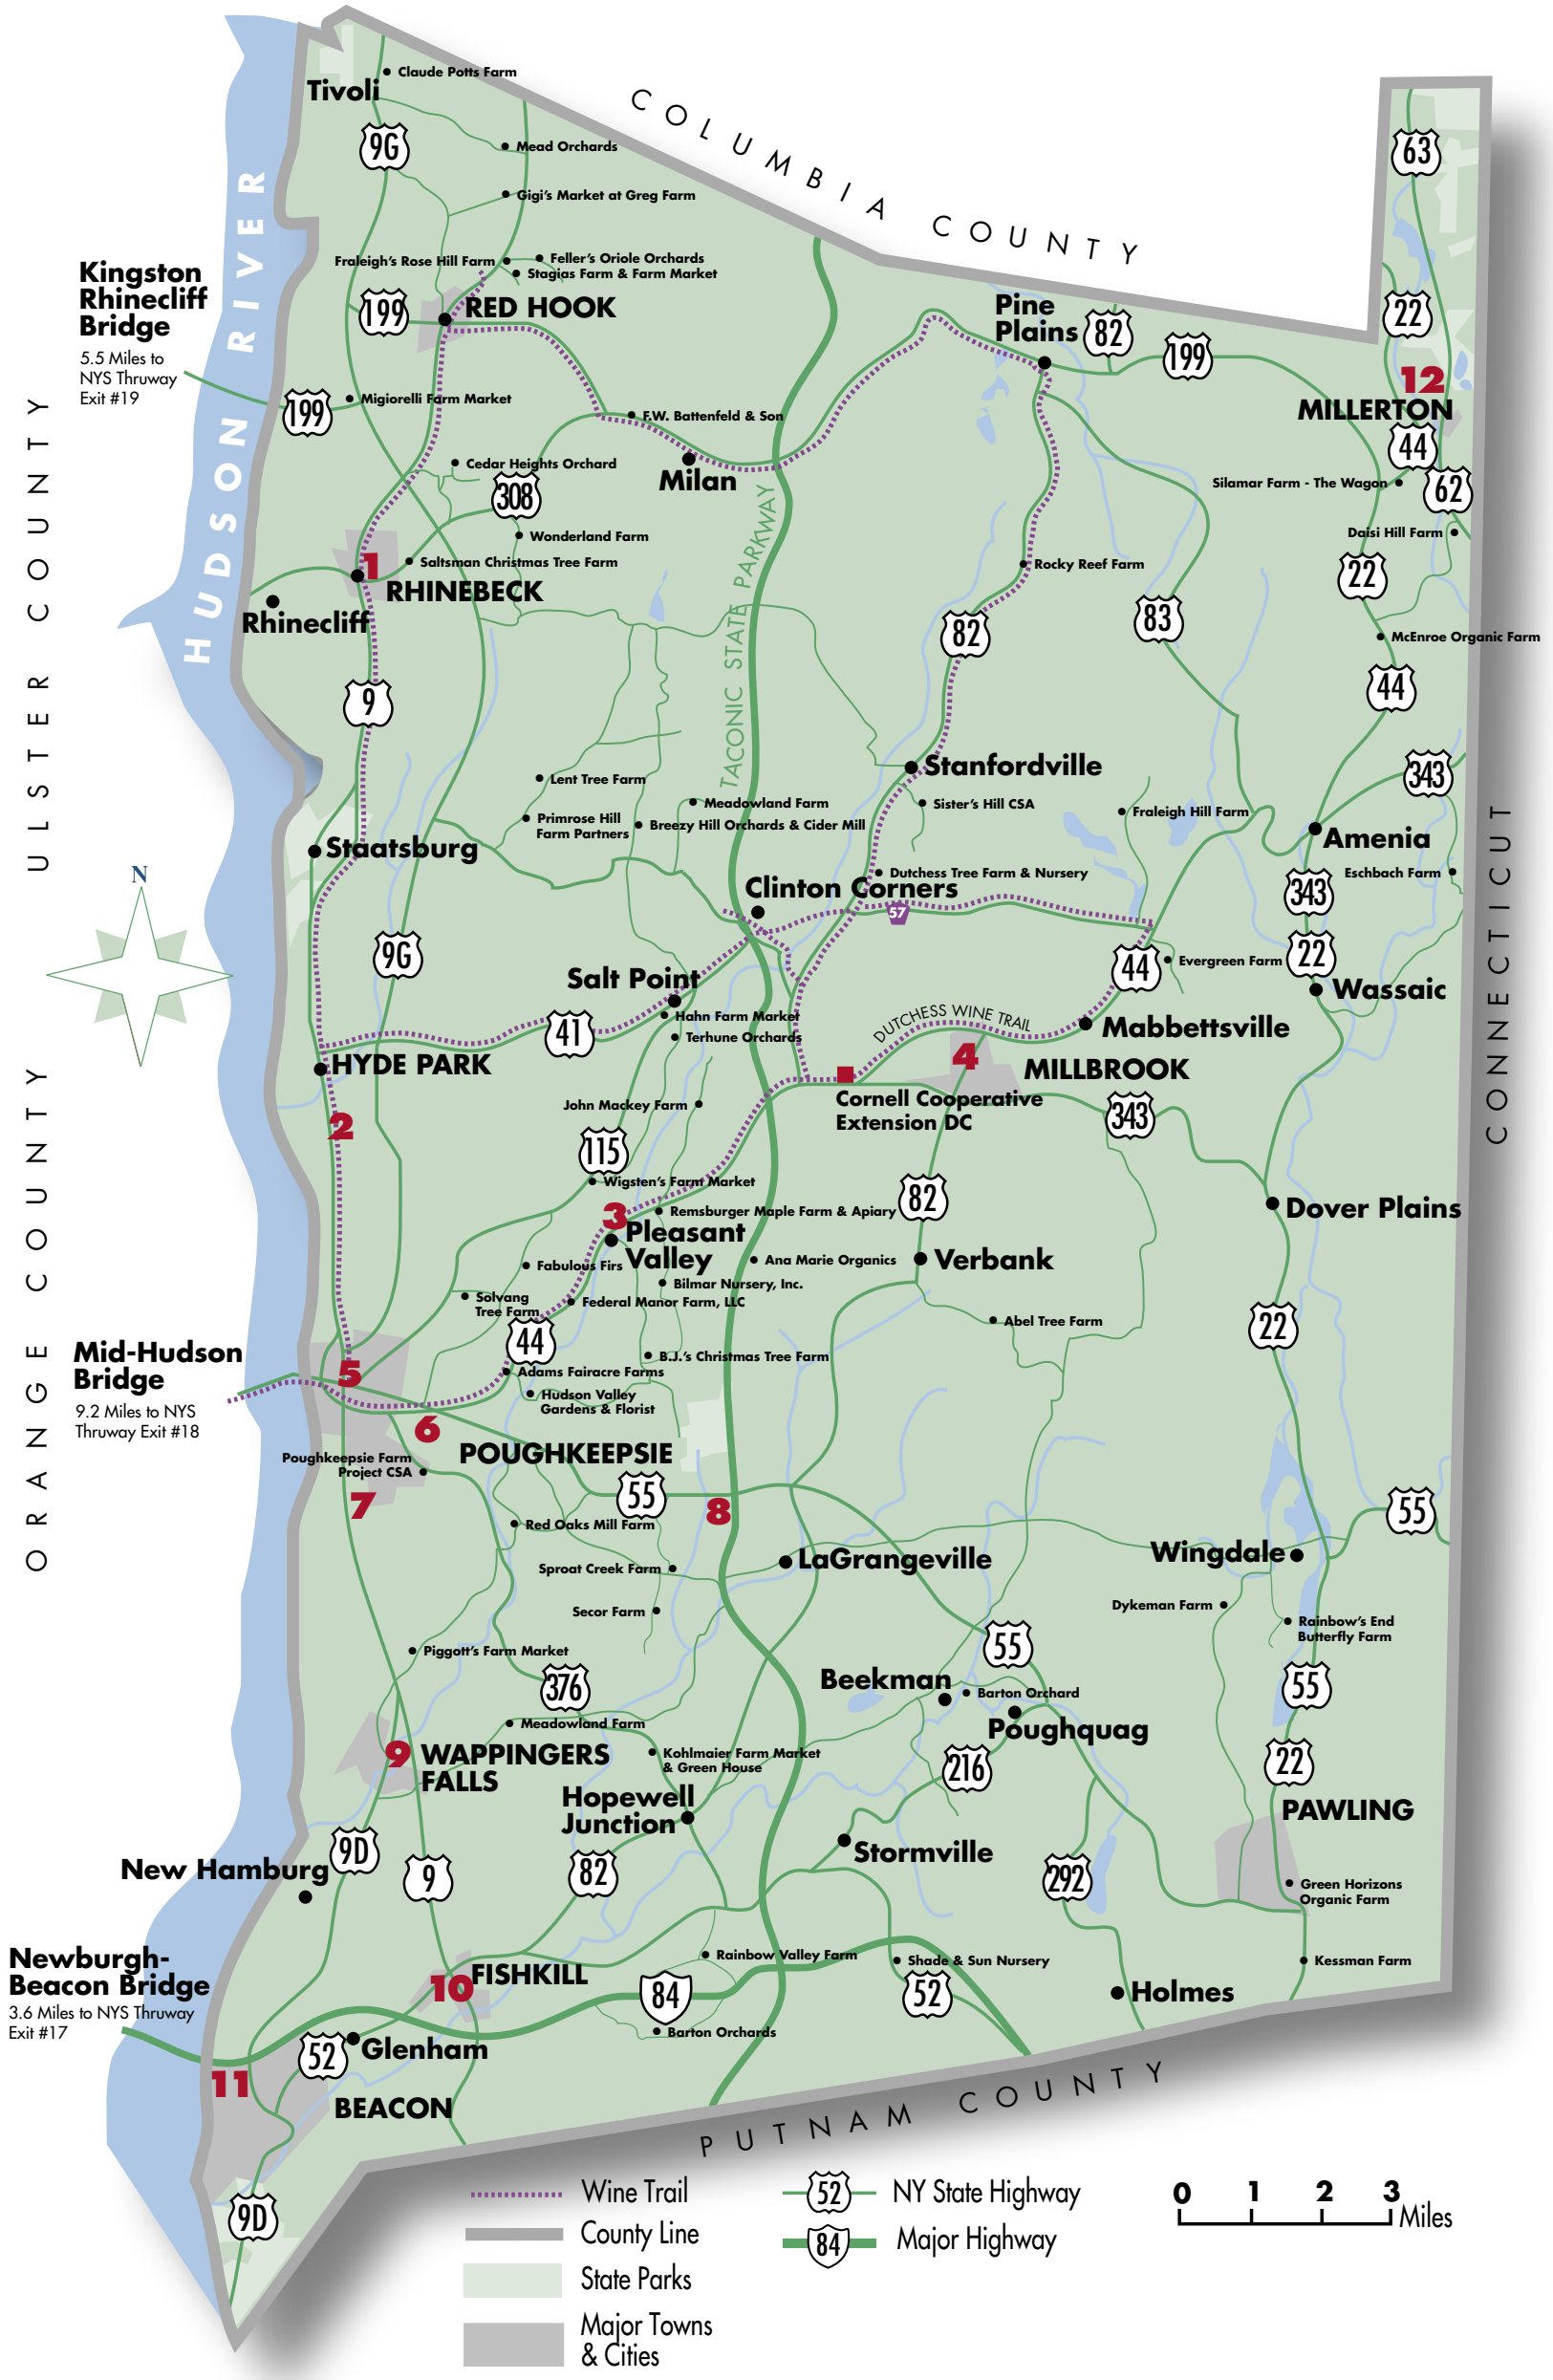 COLUMBIA COUNTY
Claude Potts Farm
Tivoli
9G
63
Mead Orchards
Gigi's Market at Greg Farm
HUDSON RIVER
Fraleigh's Rose Hill Farm
Feller's Oriole Orchards
Stagias Farm & Farm Market
Kingston
Rhinecliff
Bridge
5.5 Miles to
NYS Thruway
Exit #19
199
RED HOOK
Pine
Plains
82
199
22
12
MILLERTON
44
199
Migiorelli Farm Market
F.W. Battenfeld & Son
Cedar Heights Orchard
308
Milan
Silamar Farm - The Wagon
62
Wonderland Farm
Daisi Hill Farm
1
Saltsman Christmas Tree Farm
RHINEBECK
Rhinecliff
Rocky Reef Farm
22
82
83
McEnroe Organic Farm
44
ULSTER COUNTY
9
TACONIC STATE PARKWAY
Stanfordville
343
Lent Tree Farm
Meadowland Farm
Sister's Hill CSA
Fraleigh Hill Farm
Primrose Hill
Farm Partners
Breezy Hill Orchards & Cider Mill
Amenia
Staatsburg
Dutchess Tree Farm & Nursery
Eschbach Farm
N
Clinton Corners
57
343
CONNECTICUT
9G
44
Evergreen Farm
22
Salt Point
Wassaic
Hahn Farm Market
41
Terhune Orchards
DUTCHESS WINE TRAIL
Mabbettsville
HYDE PARK
4
MILLBROOK
Cornell Cooperative
Extension DC
John Mackey Farm
343
2
115
Wigsten's Farm Market
82
Dover Plains
3
Remsburger Maple Farm & Apiary
Pleasant
Valley
Fabulous Firs
Ana Marie Organics
Verbank
Bilmar Nursery, Inc.
Solvang
Tree Farm
Federal Manor Farm, LLC
Abel Tree Farm
22
44
ORANGE COUNTY
Mid-Hudson
Bridge
9.2 Miles to NYS
Thruway Exit #18
B.J.'s Christmas Tree Farm
5
Adams Fairacre Farms
Hudson Valley
Gardens & Florist
6
POUGHKEEPSIE
Poughkeepsie Farm
Project CSA
7
55
8
55
Red Oaks Mill Farm
LaGrangeville
Wingdale
Sproat Creek Farm
Dykeman Farm
Secor Farm
Rainbow's End
Butterfly Farm
Piggott's Farm Market
55
376
Beekman
Barton Orchard
55
Meadowland Farm
Poughquag
9
WAPPINGERS
FALLS
Kohlmaier Farm Market
& Green House
216
22
Hopewell
Junction
PAWLING
9D
Stormville
New Hamburg
9
82
292
Green Horizons
Organic Farm
Newburgh-
Beacon Bridge
3.6 Miles to NYS Thruway
Exit #17
Rainbow Valley Farm
Shade & Sun Nursery
Kessman Farm
10
FISHKILL
84
52
Holmes
Barton Orchards
52
Glenham
11
BEACON
PUTNAM COUNTY
9D
Wine Trail
County Line
State Parks
Major Towns
& Cities
52
NY State Highway
84
Major Highway
0 1 2 3
Miles